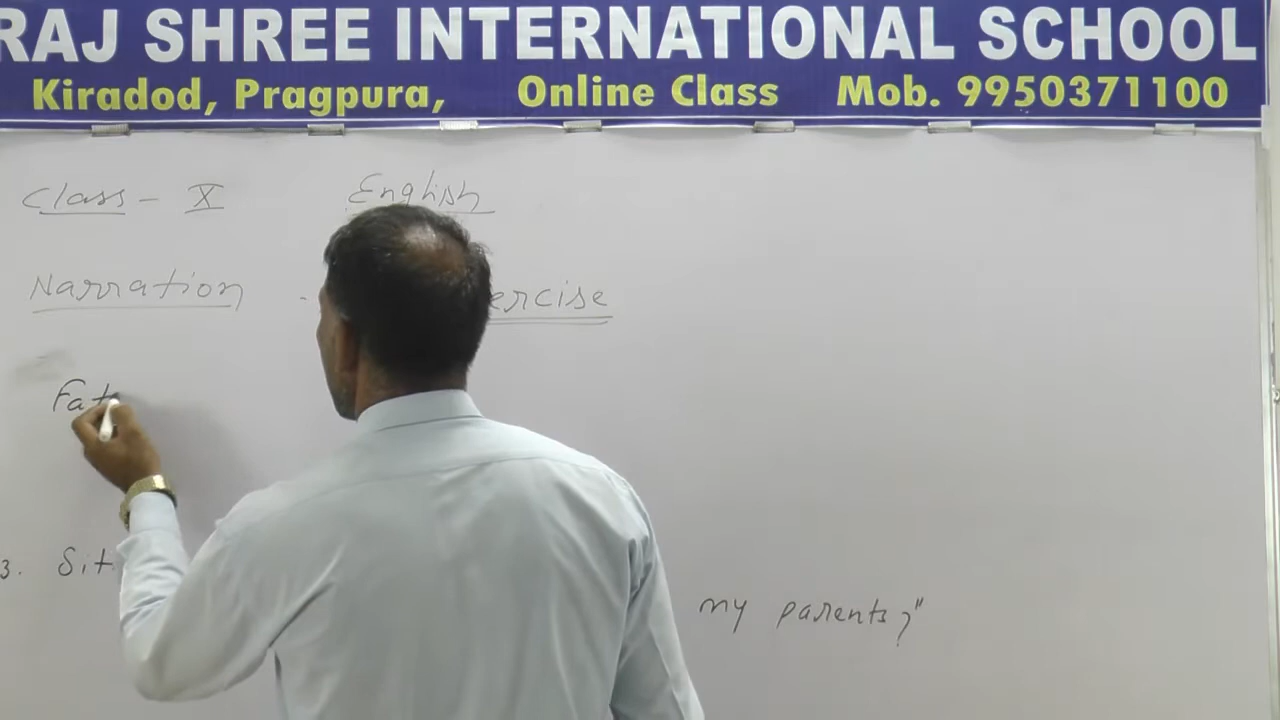 RAJ SHREE INTERNATIONAL SCHOOL
Kiradod, Pragpura, Online Class Mob. 9950371100
Class - X English
Narration ercise
Fat
3. Sit my parents,"